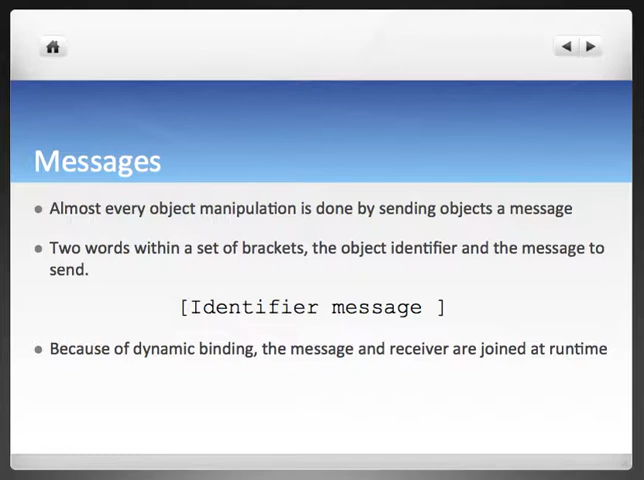 Messages
Almost every object manipulation is done by sending objects a message
Two words within a set of brackets, the object identifier and the message to
send.
[Identifier message ]
Because of dynamic binding, the message and receiver are joined at runtime